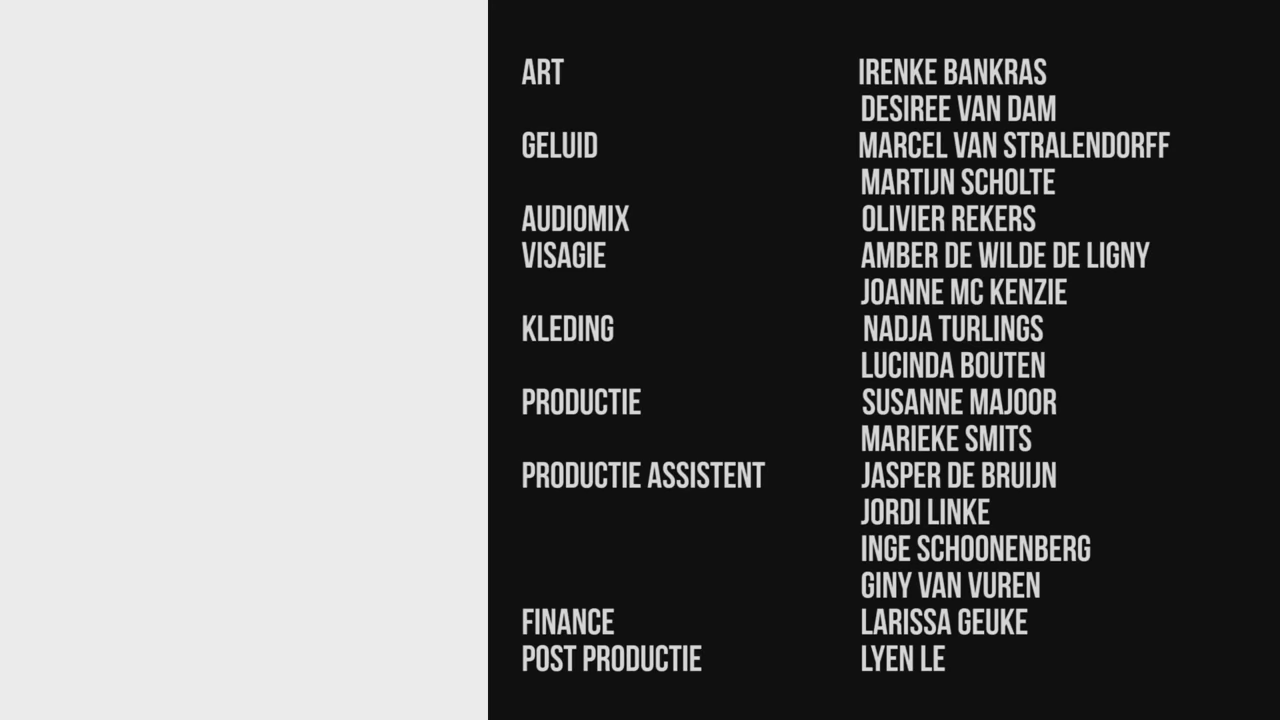 ART IRENKE BANKRAS
DESIREE VAN DAM
GELUID MARCEL VAN STRALENDORFF
MARTIJN SCHOLTE
AUDIOMIX OLIVIER REKERS
VISAGIE AMBER DE WILDE DE LIGNY
JOANNE MC KENZIE
KLEDING NADJA TURLINGS
LUCINDA BOUTEN
PRODUCTIE SUSANNE MAJOOR
MARIEKE SMITS
PRODUCTIE ASSISTENT JASPER DE BRUIJN
JORDI LINKE
INGE SCHOONENBERG
GINY VAN VUREN
FINANCE LARISSA GEUKE
POST PRODUCTIE LYEN LE